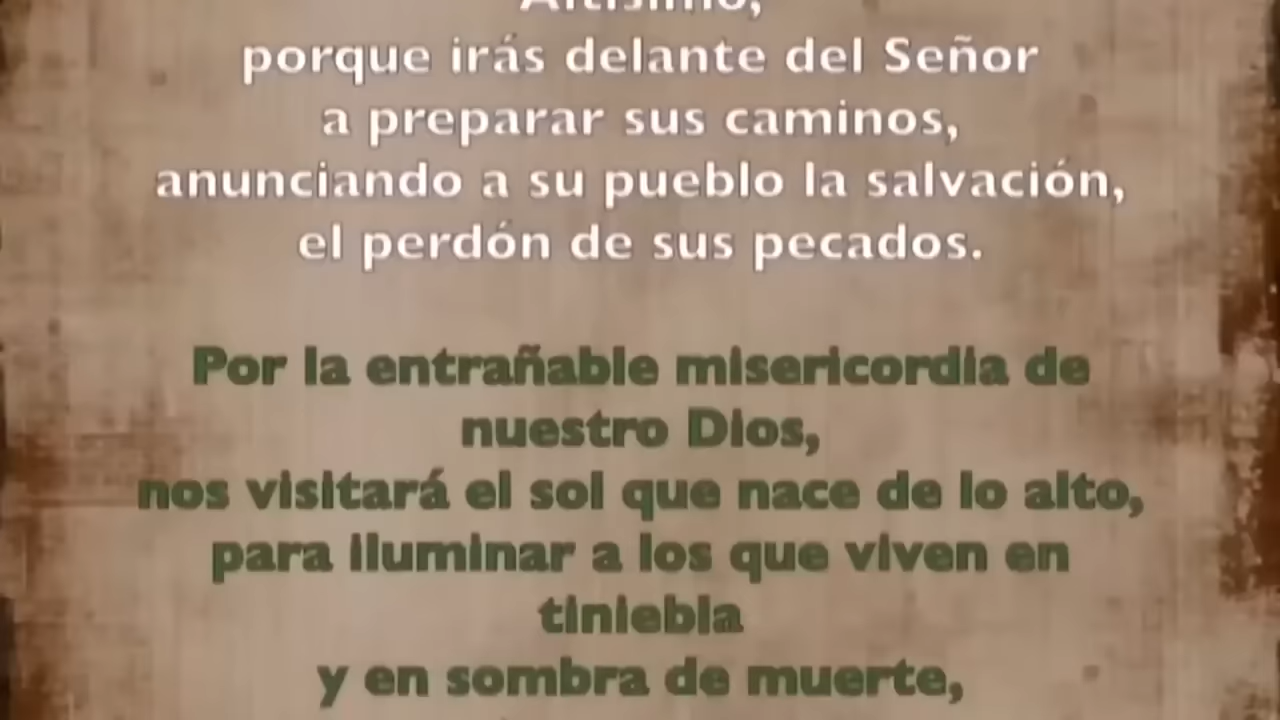 Altísimo,
porque irás delante del Señor
a preparar sus caminos,
anunciando a su pueblo la salvación,
el perdón de sus pecados.
Por la entrañable misericordia de
nuestro Dios,
nos visitará el sol que nace de lo alto,
para iluminar a los que viven en
tiniebla
y en sombra de muerte,